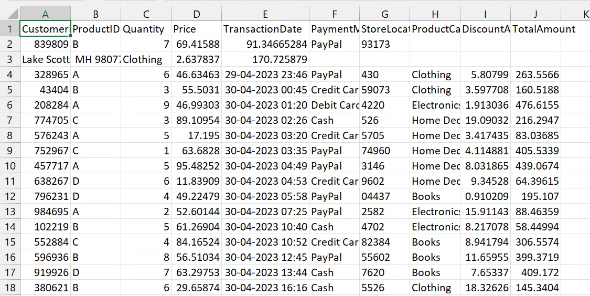 A B C D E F G H I J K
1 Customer ProductID Quantity Price TransactionDate PaymentM StoreLocat ProductCa DiscountA TotalAmount
2 839809 B 7 69.41588 91.34665284 PayPal 93173
3 Lake Scott MH 9807. Clothing 2.637837 170.725879
4 328965 A 6 46.63463 29-04-2023 23:46 PayPal 430 Clothing 5.80799 263.5566
5 43404 B 3 55.5031 30-04-2023 00:45 Credit Car 59073 Clothing 3.597708 160.5188
6 208284 A 9 46.99303 30-04-2023 01:20 Debit Card 4220 Electronics 1.913036 476.6155
7 774705 C 3 89.10954 30-04-2023 02:26 Cash 526 Home Dec 19.09032 216.2947
8 576243 A 5 17.195 30-04-2023 03:20 Credit Car 5705 Home Dec 3.417435 83.03685
9 752967 C 1 63.6828 30-04-2023 03:35 PayPal 74960 Home Dec 4.114881 405.5339
10 457717 A 5 95.48252 30-04-2023 04:49 PayPal 3146 Home Dec 8.031865 439.0674
11 638267 D 6 11.83909 30-04-2023 04:53 Credit Car 9602 Home Dec 9.34528 64.39615
12 796231 D 4 49.22479 30-04-2023 05:58 PayPal 04437 Books 0.910209 195.107
13 984695 A 2 52.60144 30-04-2023 07:25 PayPal 2582 Electronics 15.91143 88.46359
14 102219 B 5 61.26904 30-04-2023 10:40 Cash 4702 Electronics 8.217078 58.44994
15 552884 C 4 84.16524 30-04-2023 10:52 Credit Car 82384 Books 8.941794 306.5574
16 596936 B 8 56.51034 30-04-2023 12:45 PayPal 55602 Books 11.65955 399.3719
17 919926 D 7 63.29753 30-04-2023 13:44 Cash 7620 Books 7.65337 409.172
18 380621 B 6 29.65874 30-04-2023 16:16 Cash 5526 Clothing 18.32626 145.3404